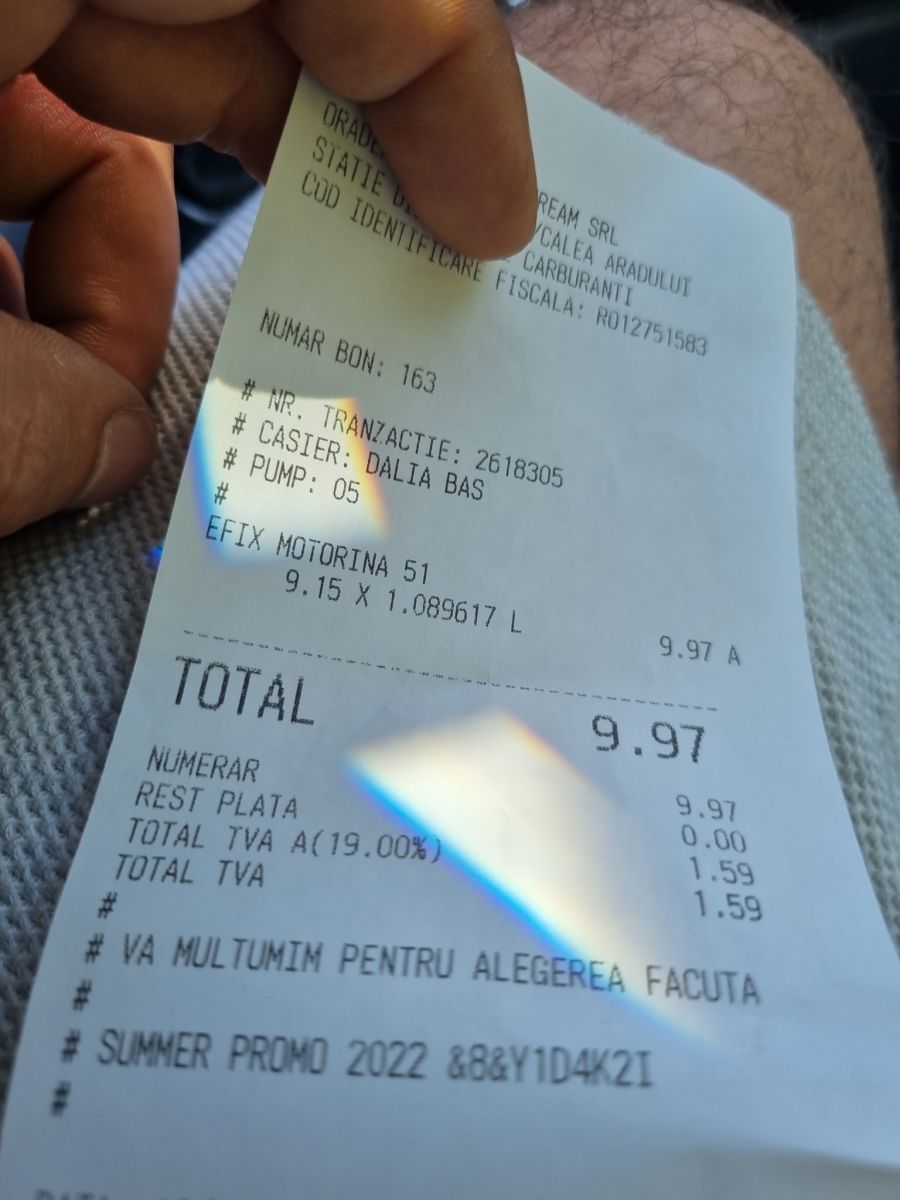 REAM SRL
/CALEA ARADULUI
STATIE CARBURANTI
COD IDENTIFICARE FISCALA: RO12751583
NUMAR BON: 163
# NR. TRANZACTIE: 2618305
# CASIER: DALIA BAS
# PUMP: 05
#
EFIX MOTORINA 51
9.15 X 1.089617 L
9.97 A
TOTAL 9.97
NUMERAR 9.97
REST PLATA 0.00
TOTAL TVA A(19.00%) 1.59
TOTAL TVA 1.59
#
# VA MULTUMIM PENTRU ALEGEREA FACUTA
#
# SUMMER PROMO 2022 &8&Y1D4K2I
#